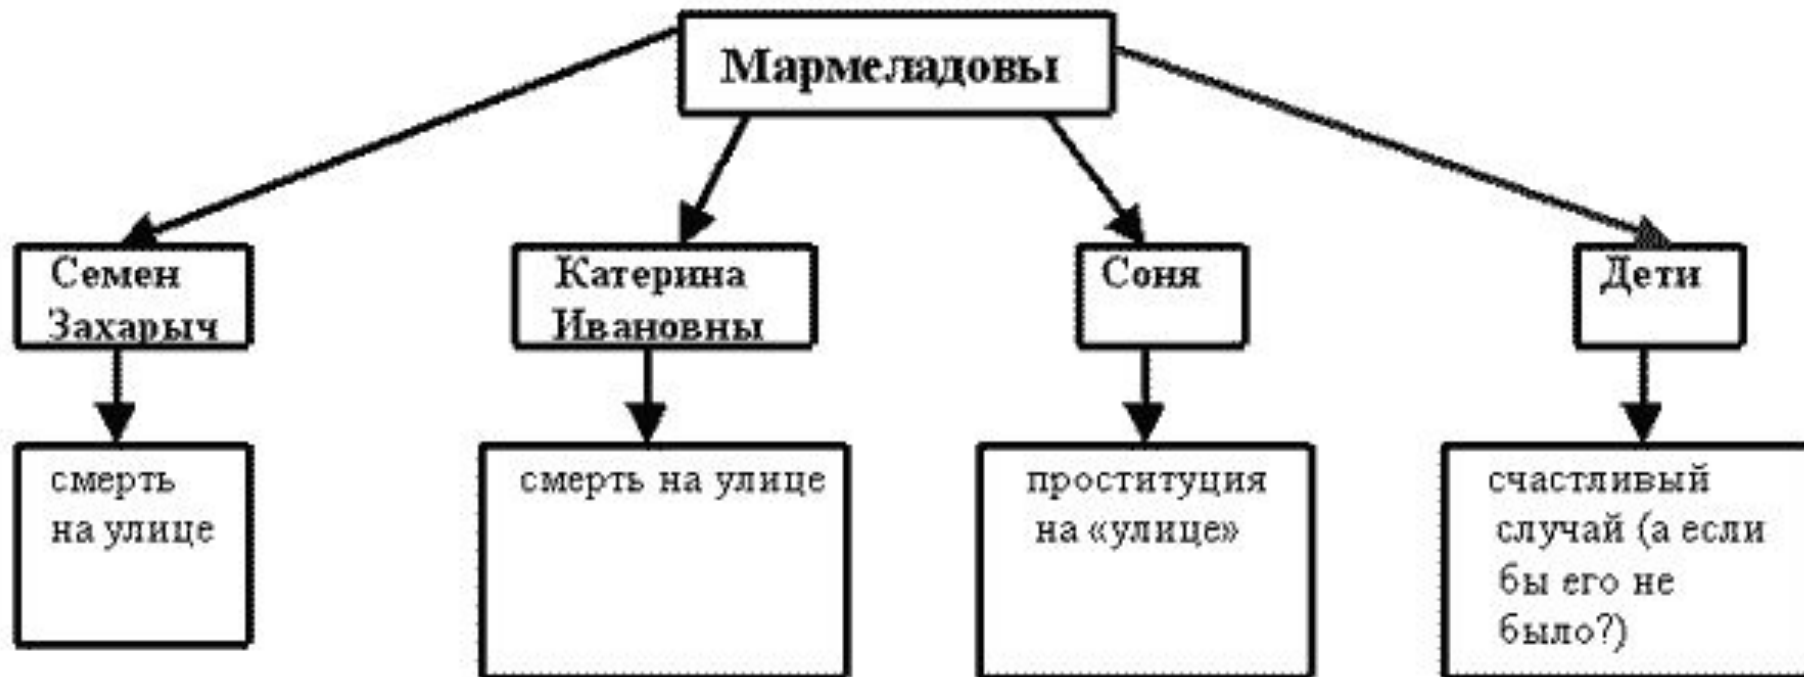 Мармеладовы
Семен
Захарыч
Катерина
Ивановны
Соня
Дети
смерть
на улице
смерть на улице
проституция
на «улице»
счастливый
случай (а если
бы его не
было?)